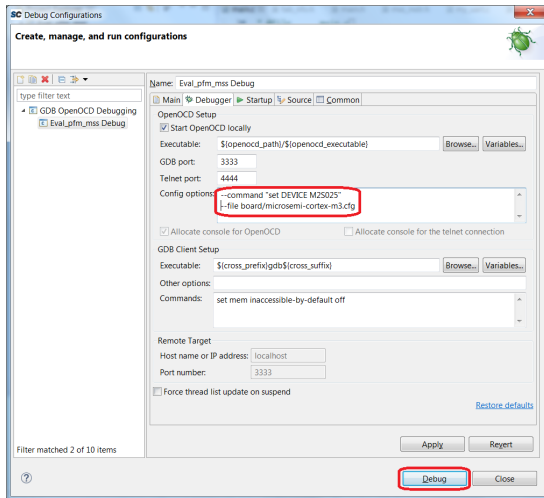 SC Debug Configurations
Create, manage, and run configurations
type filter text
GDB OpenOCD Debugging
Eval_pfm_mss Debug
Filter matched 2 of 10 items
Name: Eval_pfm_mss Debug
Main Debugger Startup Source Common
OpenOCD Setup
Start OpenOCD locally
Executable: ${openocd_path}/${openocd_executable} Browse... Variables...
GDB port: 3333
Telnet port: 4444
Config options: --command "set DEVICE M2S025"
--file board/microsemi-cortex-m3.cfg
Allocate console for OpenOCD Allocate console for the telnet connection
GDB Client Setup
Executable: ${cross_prefix}gdb${cross_suffix} Browse... Variables...
Other options:
Commands: set mem inaccessible-by-default off
Remote Target
Host name or IP address: localhost
Port number: 3333
Force thread list update on suspend
Restore defaults
Apply Revert
? Debug Close